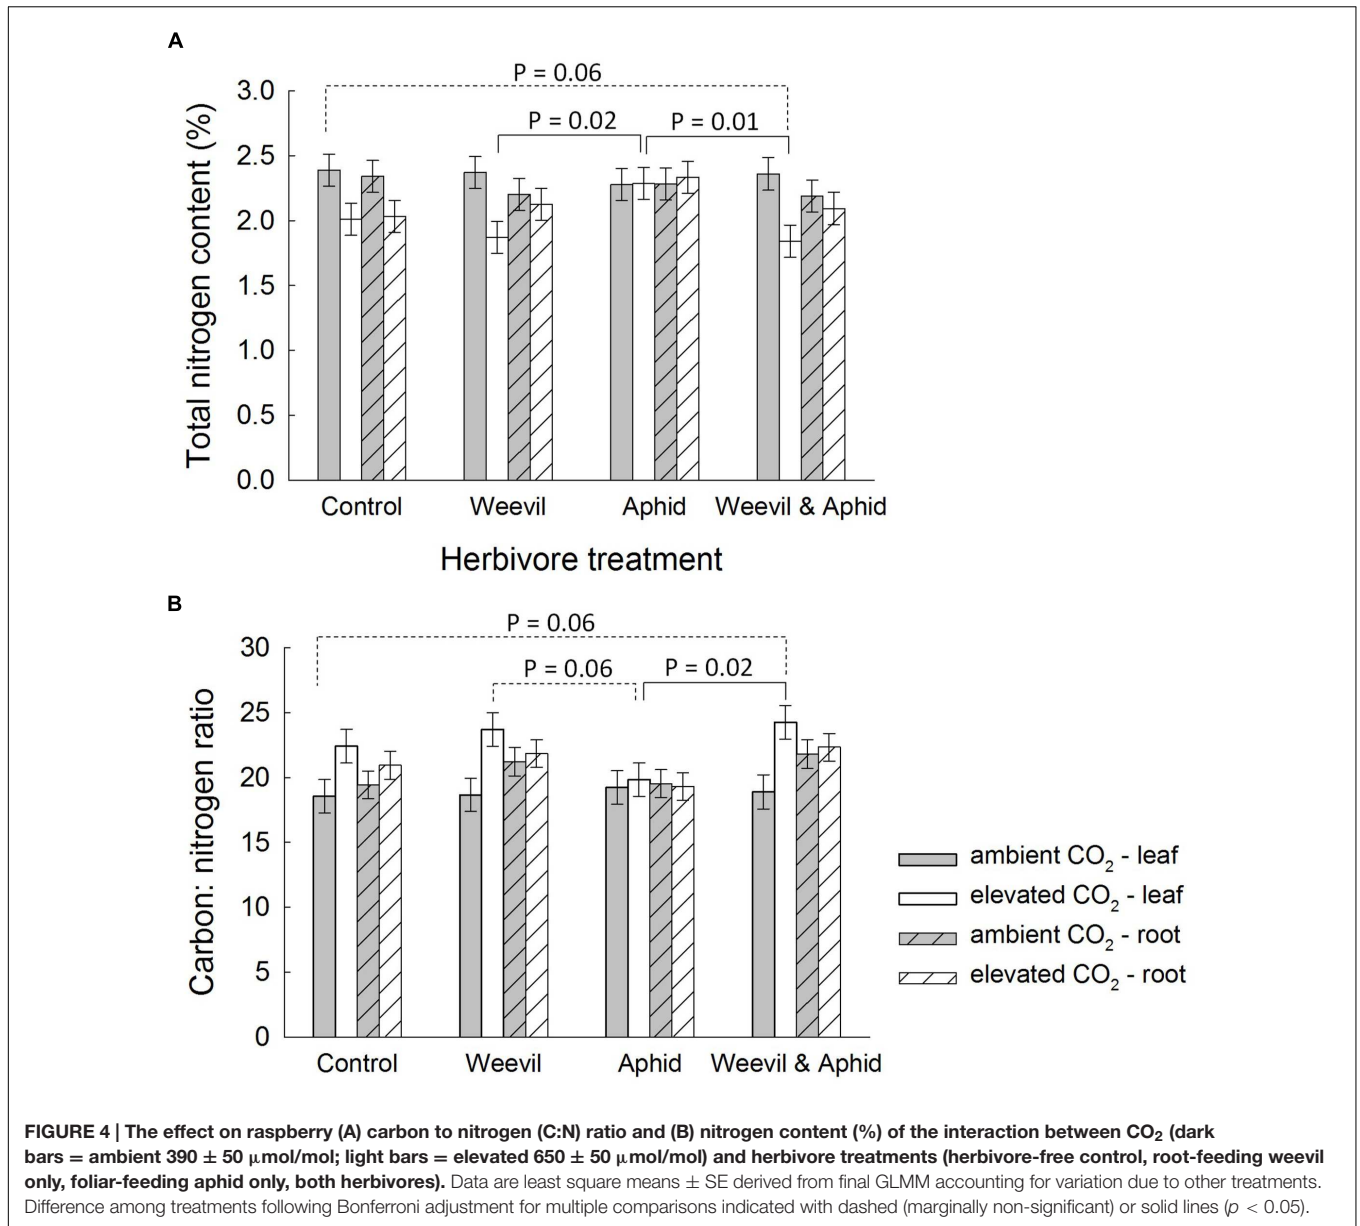 A
P = 0.06
P = 0.02
P = 0.01
Total nitrogen content (%)
3.0
2.5
2.0
1.5
1.0
0.5
0.0
Control
Weevil
Aphid
Weevil & Aphid
Herbivore treatment
B
P = 0.06
P = 0.06
P = 0.02
Carbon: nitrogen ratio
30
25
20
15
10
5
0
Control
Weevil
Aphid
Weevil & Aphid
ambient CO₂ - leaf
elevated CO₂ - leaf
ambient CO₂ - root
elevated CO₂ - root
FIGURE 4 | The effect on raspberry (A) carbon to nitrogen (C:N) ratio and (B) nitrogen content (%) of the interaction between CO₂ (dark
bars = ambient 390 ± 50 μmol/mol; light bars = elevated 650 ± 50 μmol/mol) and herbivore treatments (herbivore-free control, root-feeding weevil
only, foliar-feeding aphid only, both herbivores). Data are least square means ± SE derived from final GLMM accounting for variation due to other treatments.
Difference among treatments following Bonferroni adjustment for multiple comparisons indicated with dashed (marginally non-significant) or solid lines (p < 0.05).